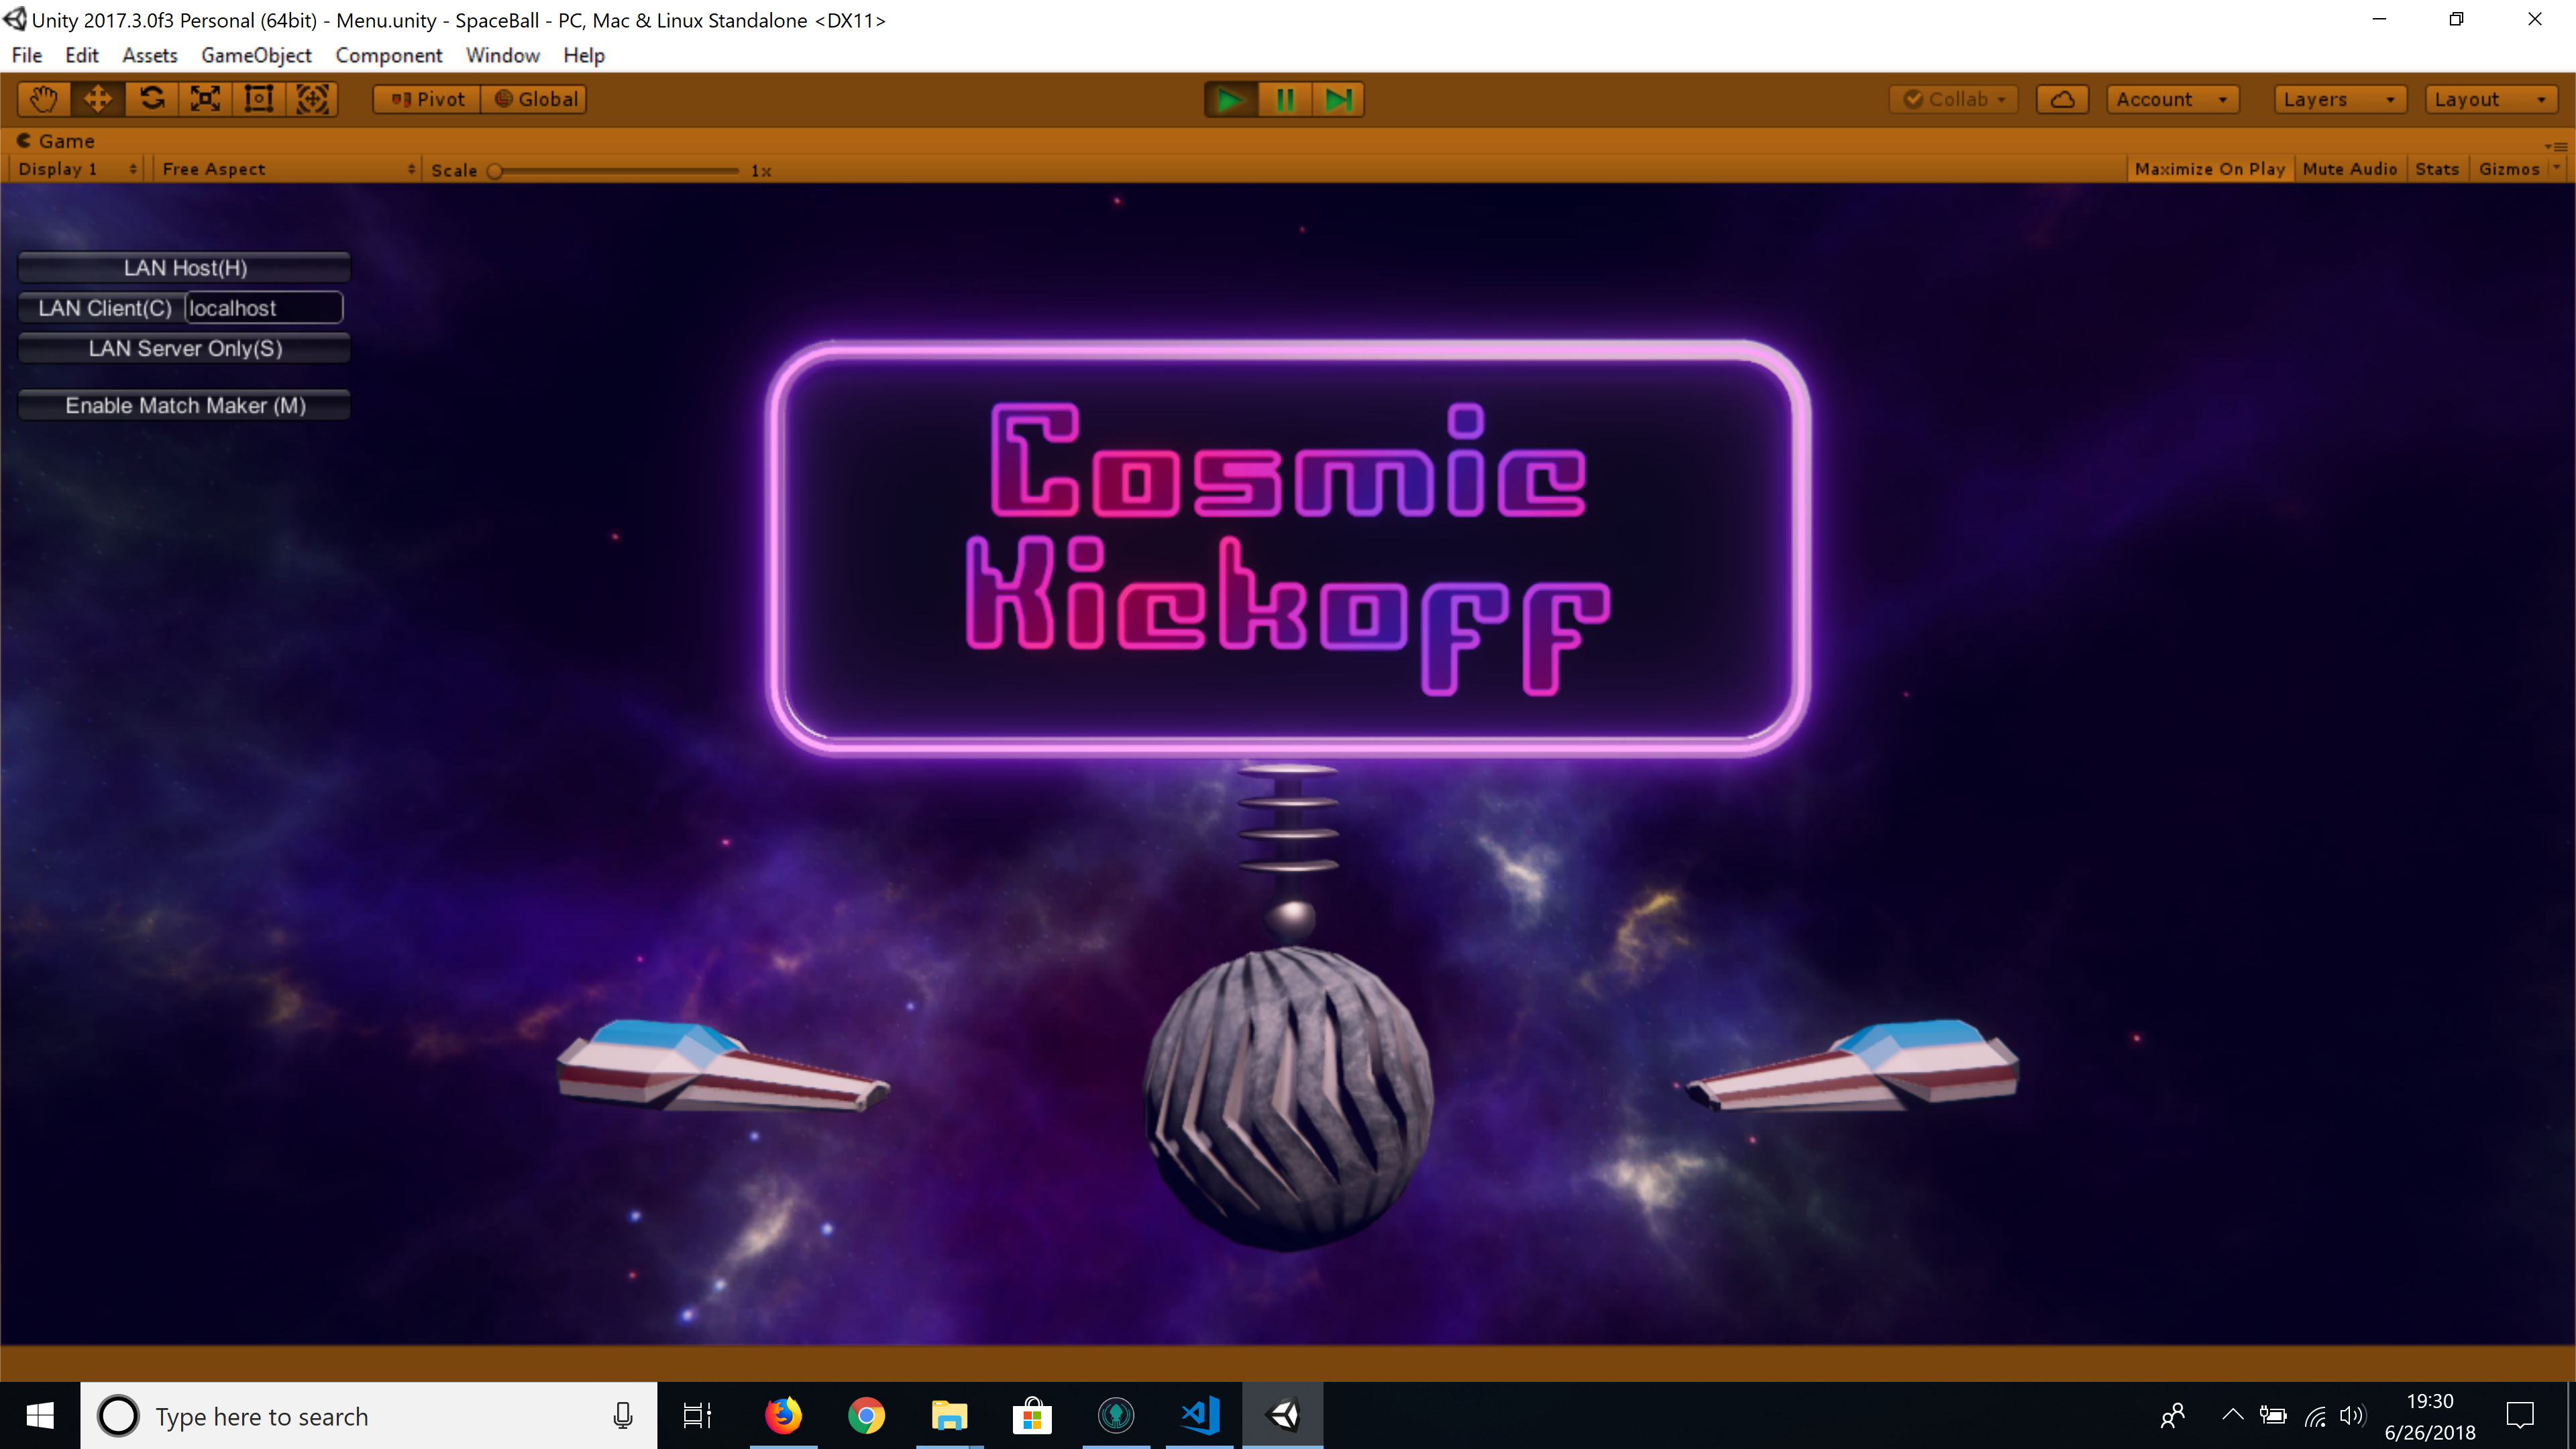 Unity 2017.3.0f3 Personal (64bit) - Menu.unity - SpaceBall - PC, Mac & Linux Standalone <DX11>
File Edit Assets GameObject Component Window Help
Pivot Global Collab Account Layers Layout
Game
Display 1 Free Aspect Scale 1x Maximize On Play Mute Audio Stats Gizmos
LAN Host(H)
LAN Client(C) localhost
LAN Server Only(S)
Enable Match Maker (M)
Cosmic
Kickoff
Type here to search
19:30
6/26/2018